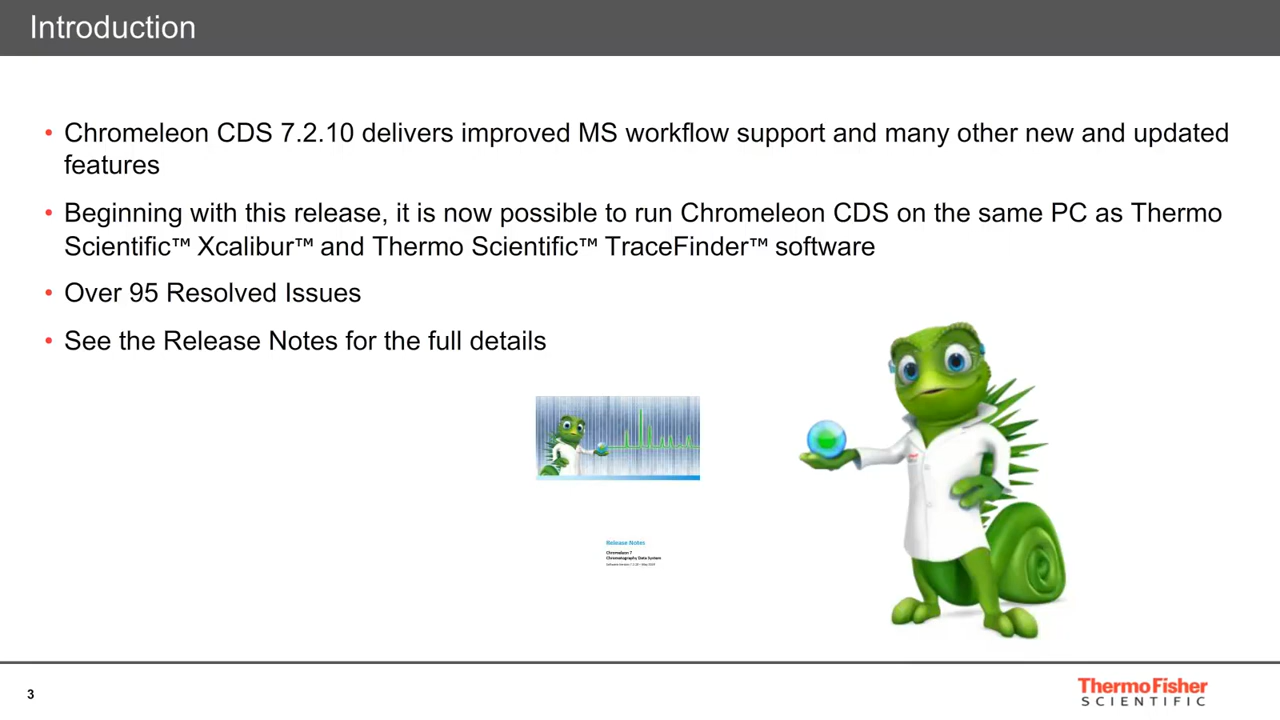 Introduction
• Chromeleon CDS 7.2.10 delivers improved MS workflow support and many other new and updated
features
• Beginning with this release, it is now possible to run Chromeleon CDS on the same PC as Thermo
Scientific™ Xcalibur™ and Thermo Scientific™ TraceFinder™ software
• Over 95 Resolved Issues
• See the Release Notes for the full details
Release Notes
Chromeleon 7
Chromatography Data System
3
ThermoFisher
SCIENTIFIC